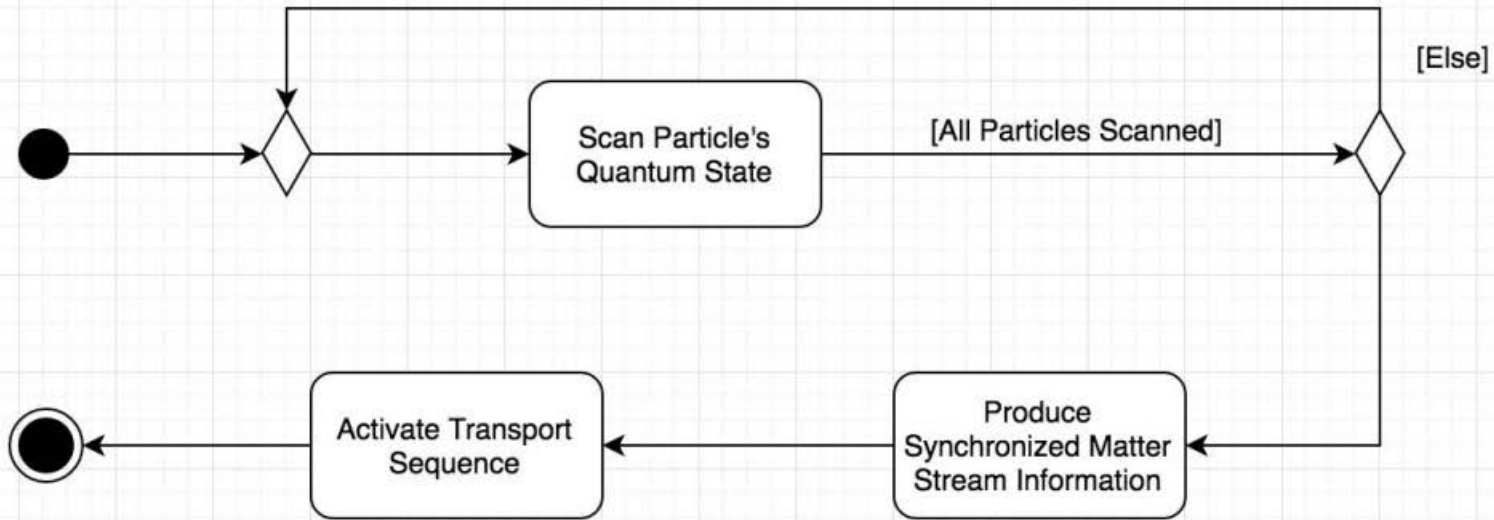 [Else]
Scan Particle's
Quantum State
[All Particles Scanned]
Activate Transport
Sequence
Produce
Synchronized Matter
Stream Information